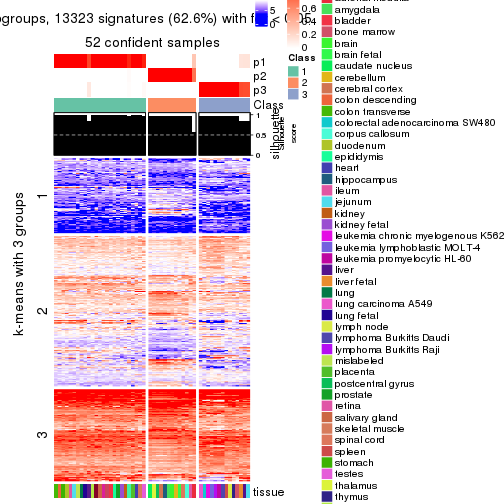 groups, 13323 signatures (62.6%) with f
< 0.05
52 confident samples
p1
p2
p3
Class
silhouette
score
1
0.5
0
k-means with 3 groups
1
2
3
tissue
5
0
0.6
0.4
0.2
0
Class
1
2
3
amygdala
bladder
bone marrow
brain
brain fetal
caudate nucleus
cerebellum
cerebral cortex
colon descending
colon transverse
colorectal adenocarcinoma SW480
corpus callosum
duodenum
epididymis
heart
hippocampus
ileum
jejunum
kidney
kidney fetal
leukemia chronic myelogenous K562
leukemia lymphoblastic MOLT-4
leukemia promyelocytic HL-60
liver
liver fetal
lung
lung carcinoma A549
lung fetal
lymph node
lymphoma Burkitts Daudi
lymphoma Burkitts Raji
mislabeled
placenta
postcentral gyrus
prostate
retina
salivary gland
skeletal muscle
spinal cord
spleen
stomach
testes
thalamus
thymus